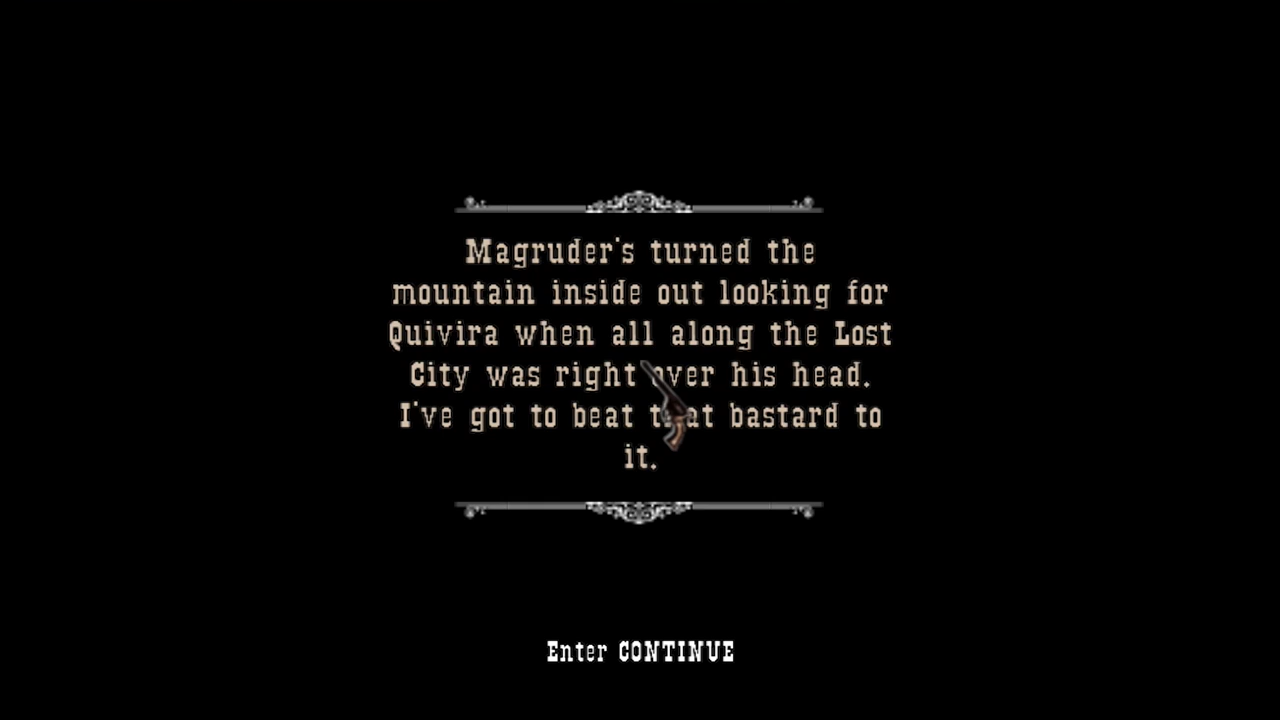 Magruder's turned the
mountain inside out looking for
Quivira when all along the Lost
City was right over his head.
I've got to beat that bastard to
it.
Enter CONTINUE